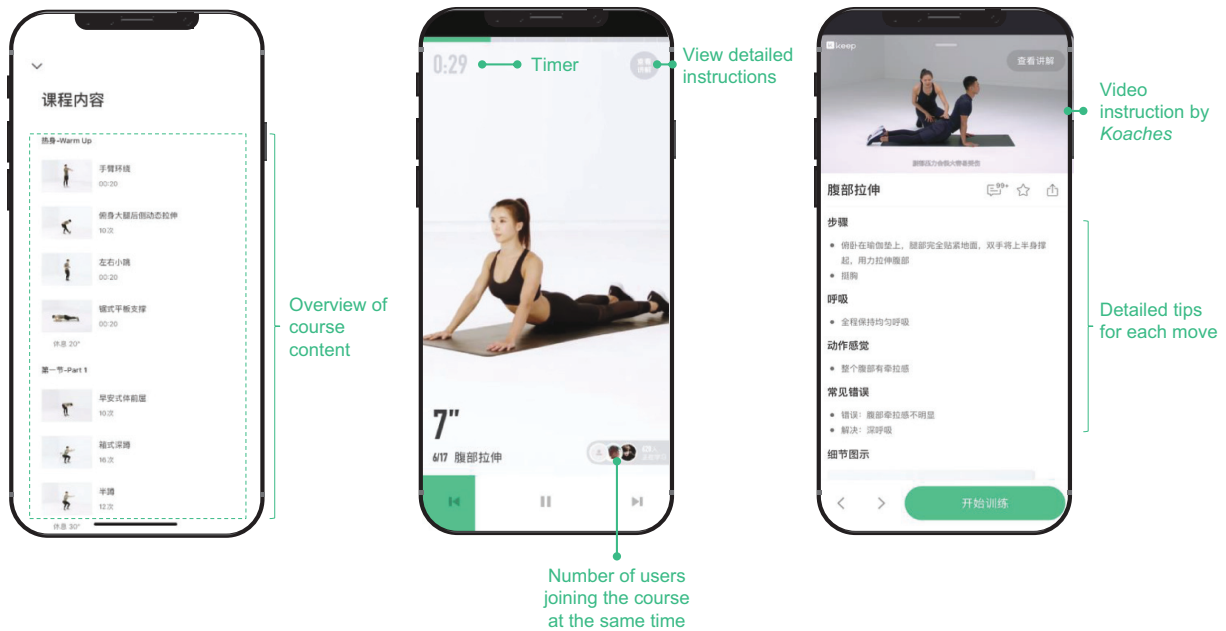 课程内容
热身-Warm Up
手臂环绕
00:20
俯身大腿后侧动态拉伸
10次
左右小跳
00:20
锯式平板支撑
00:20
休息 20"
第一节-Part 1
早安式体前屈
10次
箱式深蹲
16次
半蹲
12次
休息 30"
Overview of
course
content
0:29
Timer
查看
讲解
View detailed
instructions
7"
6/17 腹部拉伸
Number of users
joining the course
at the same time
keep
查看讲解
Video
instruction by
Koaches
腹部拉伸
99+
步骤
俯卧在瑜伽垫上，腿部完全贴紧地面，双手将上半身撑
起，用力拉伸腹部
挺胸
呼吸
全程保持均匀呼吸
动作感觉
整个腹部有牵拉感
常见错误
错误：腹部牵拉感不明显
解决：深呼吸
细节图示
开始训练
Detailed tips
for each move